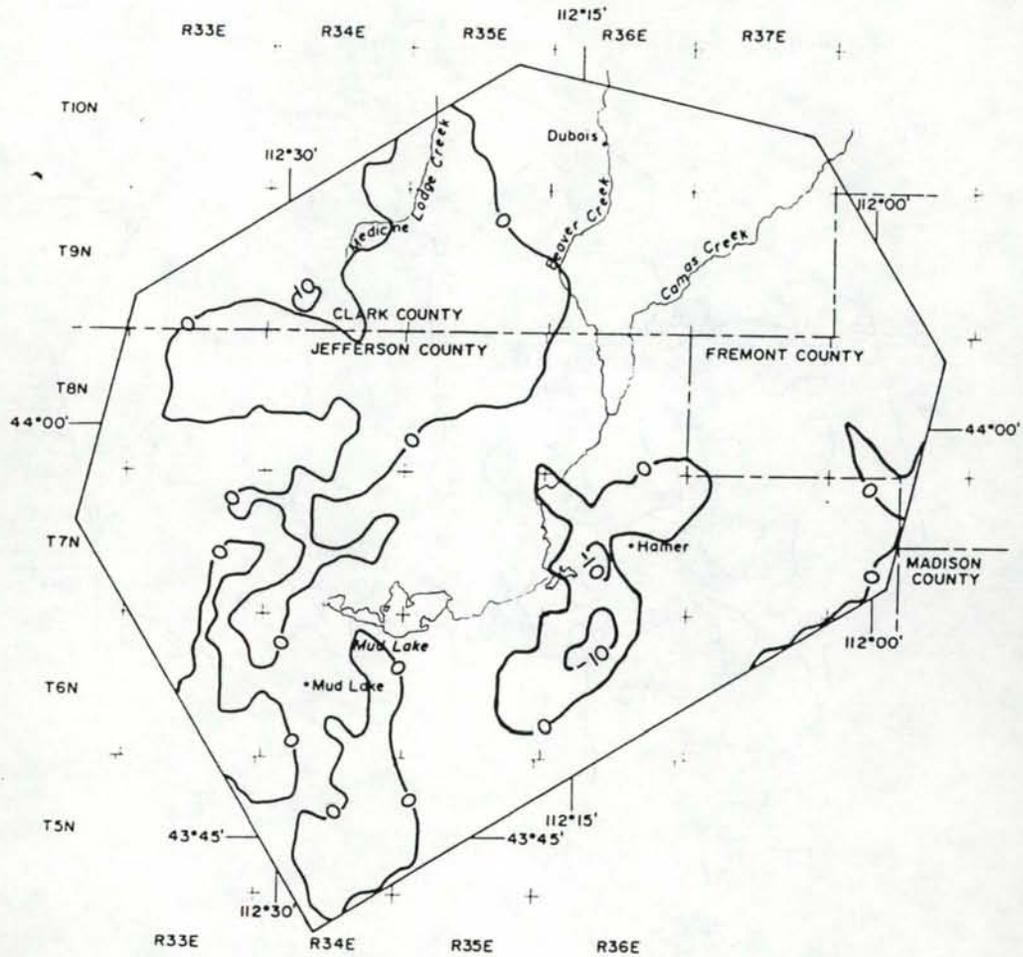 112°15'
R33E R34E R35E R36E R37E
T10N
Dubois
112°30'
Medicine Lodge Creek
Beaver Creek
Camas Creek
112°00'
T9N
0
10
CLARK COUNTY
0
JEFFERSON COUNTY
FREMONT COUNTY
T8N
44°00'
44°00'
0
0
0
0
T7N
0
Hamer
-10
MADISON COUNTY
0
112°00'
0
Mud Lake
0
-10
T6N
Mud Lake
0
0
0
0
112°15'
T5N
43°45'
43°45'
112°30'
R33E R34E R35E R36E